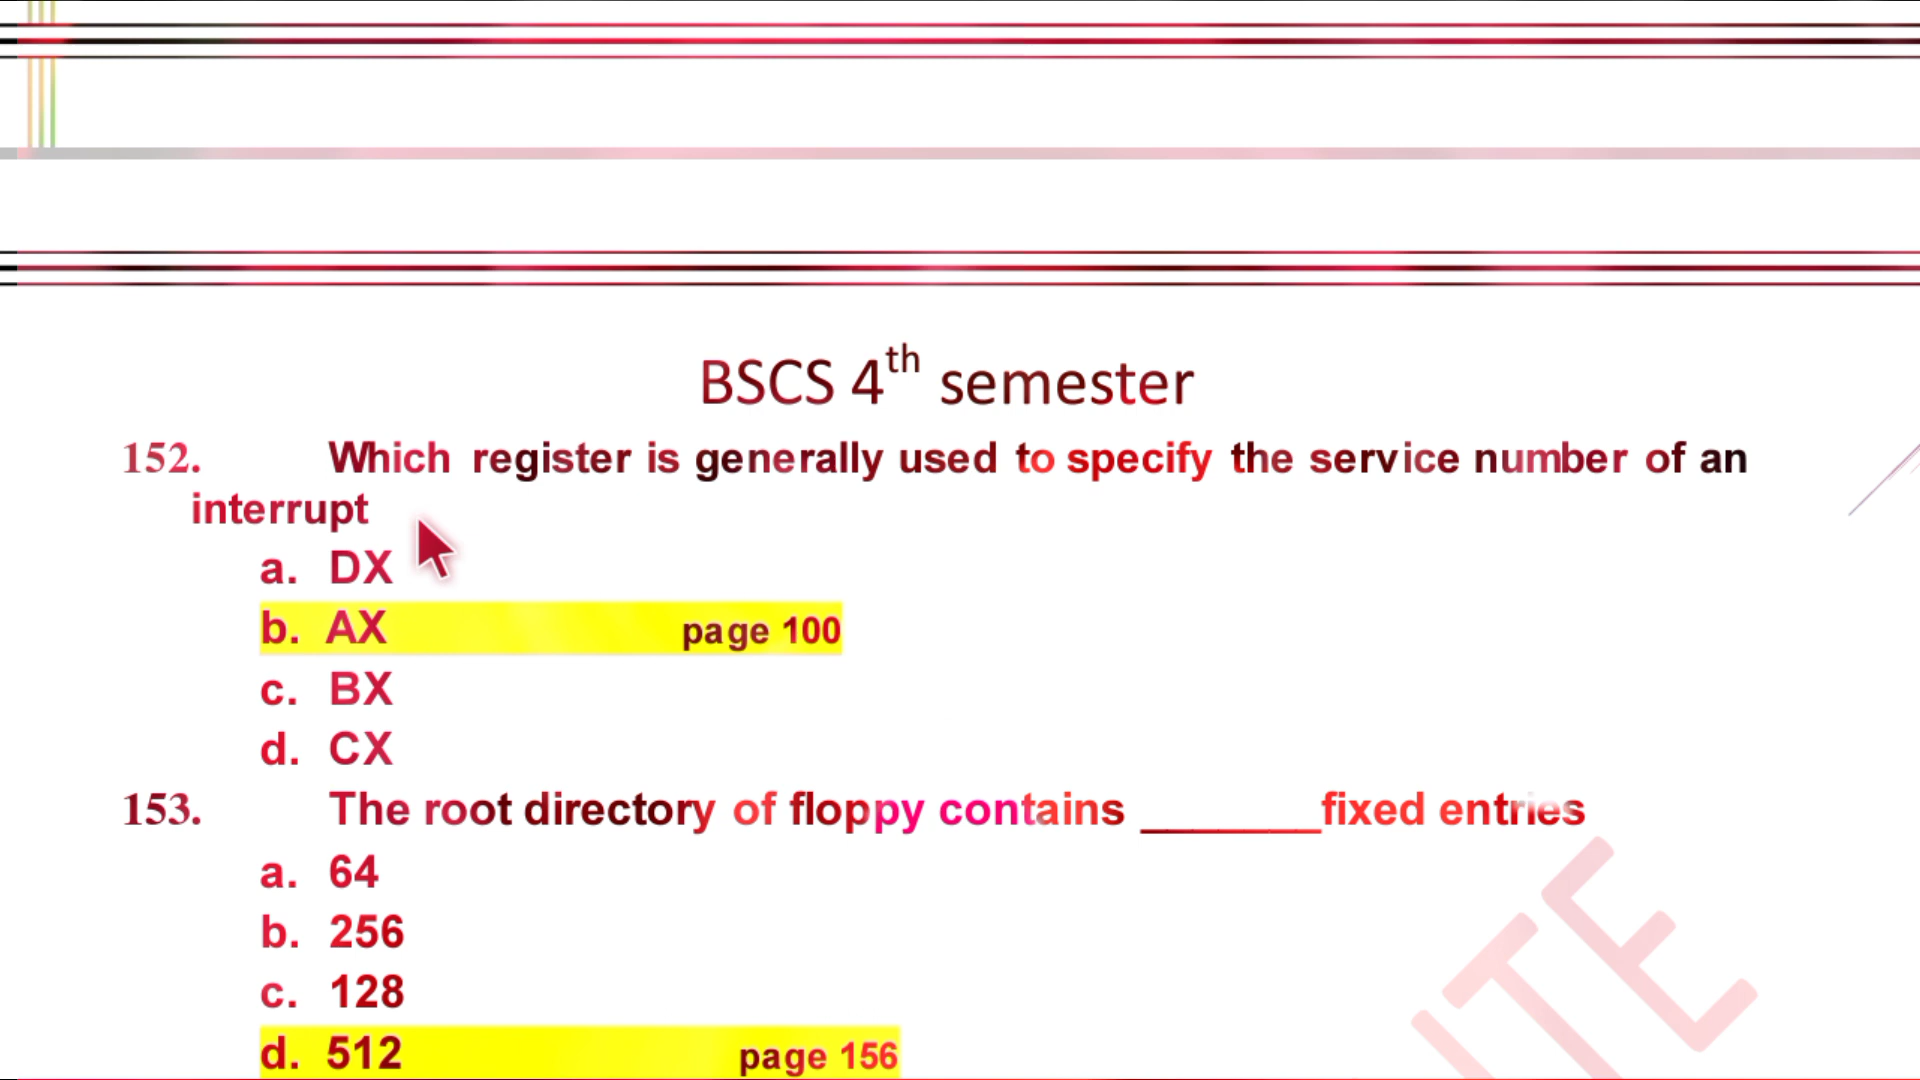 BSCS 4th semester
152. Which register is generally used to specify the service number of an
interrupt
a. DX
b. AX page 100
c. BX
d. CX
153. The root directory of floppy contains _______fixed entries
a. 64
b. 256
c. 128
d. 512 page 156